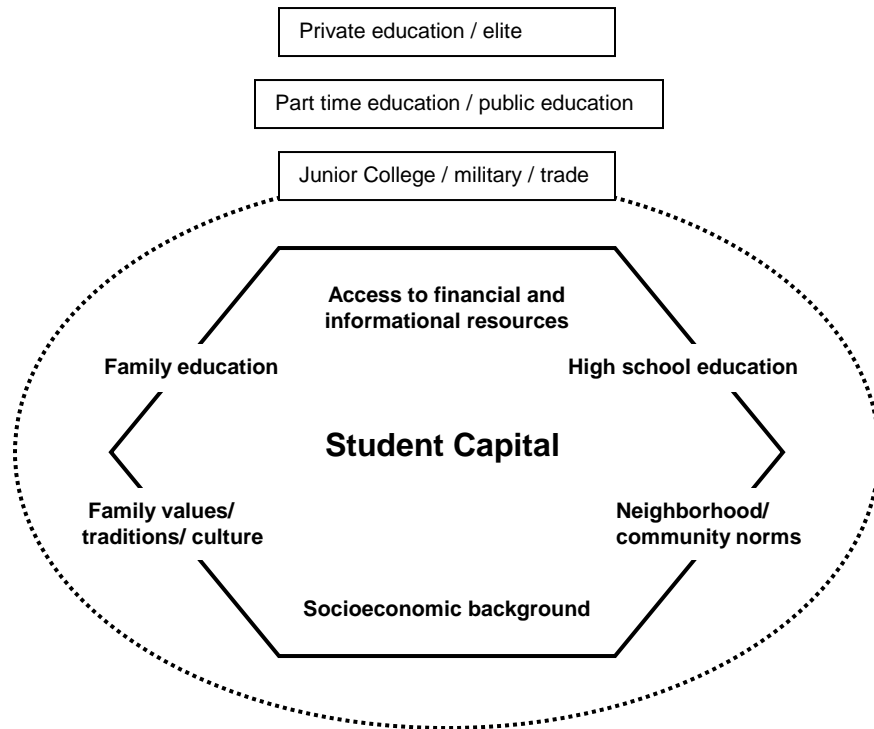 Private education / elite
Part time education / public education
Junior College / military / trade
Access to financial and
informational resources
Family education
High school education
Student Capital
Family values/
traditions/ culture
Neighborhood/
community norms
Socioeconomic background